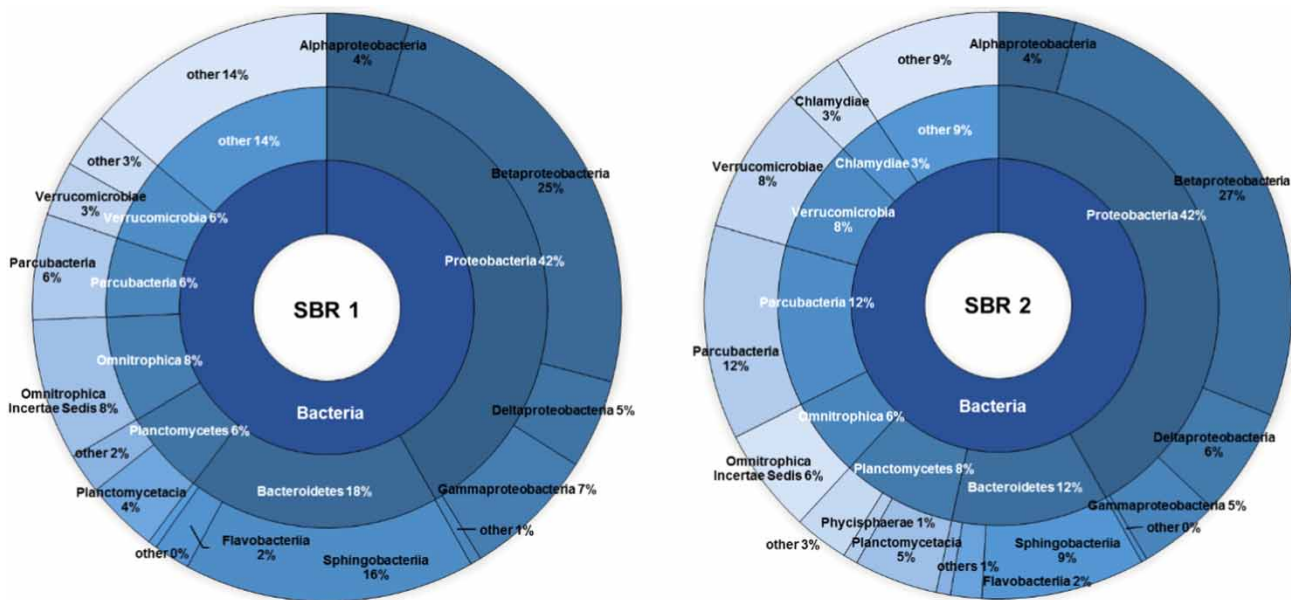 Alphaproteobacteria
4%
other 14%
other 14%
other 3%
Betaproteobacteria
25%
Verrucomicrobiae
3%
Verrucomicrobia 6%
Proteobacteria 42%
Parcubacteria
6%
Parcubacteria 6%
SBR 1
Omnitrophica 8%
Omnitrophica
Incertae Sedis 8%
Bacteria
Deltaproteobacteria 5%
Planctomycetes 6%
other 2%
Planctomycetacia
4%
Bacteroidetes 18%
Gammaproteobacteria 7%
other 1%
other 0%
Flavobacteriia
2%
Sphingobacteriia
16%
Alphaproteobacteria
4%
other 9%
Chlamydiae
3%
other 9%
Verrucomicrobiae
8%
Chlamydiae 3%
Betaproteobacteria
27%
Verrucomicrobia
8%
Proteobacteria 42%
Parcubacteria 12%
SBR 2
Parcubacteria
12%
Bacteria
Omnitrophica 6%
Deltaproteobacteria
6%
Omnitrophica
Incertae Sedis 6%
Planctomycetes 8%
Bacteroidetes 12%
Gammaproteobacteria 5%
other 0%
Phycisphaerae 1%
other 3%
Planctomycetacia
5%
others 1%
Sphingobacteriia
9%
Flavobacteriia 2%